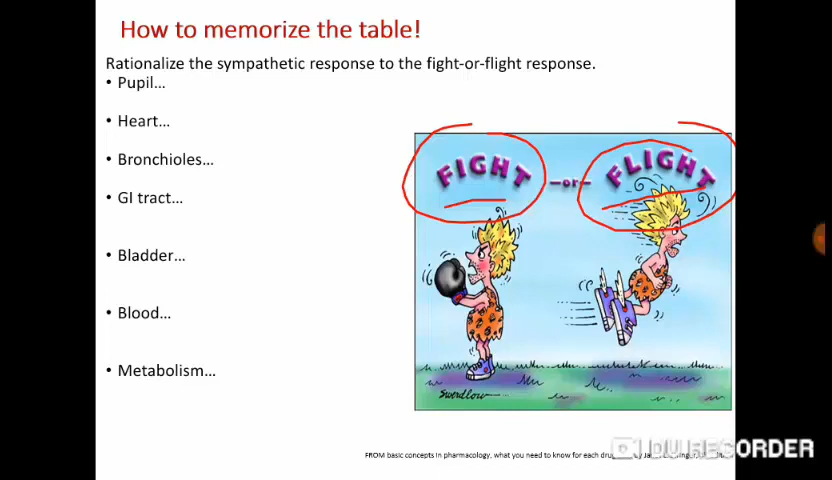 How to memorize the table!
Rationalize the sympathetic response to the fight-or-flight response.
• Pupil...
• Heart...
• Bronchioles...
• GI tract...
• Bladder...
• Blood...
• Metabolism...
FIGHT -or- FLIGHT
Swerdlow
FROM basic concepts in pharmacology, what you need to know for each drug
DU RECORDER